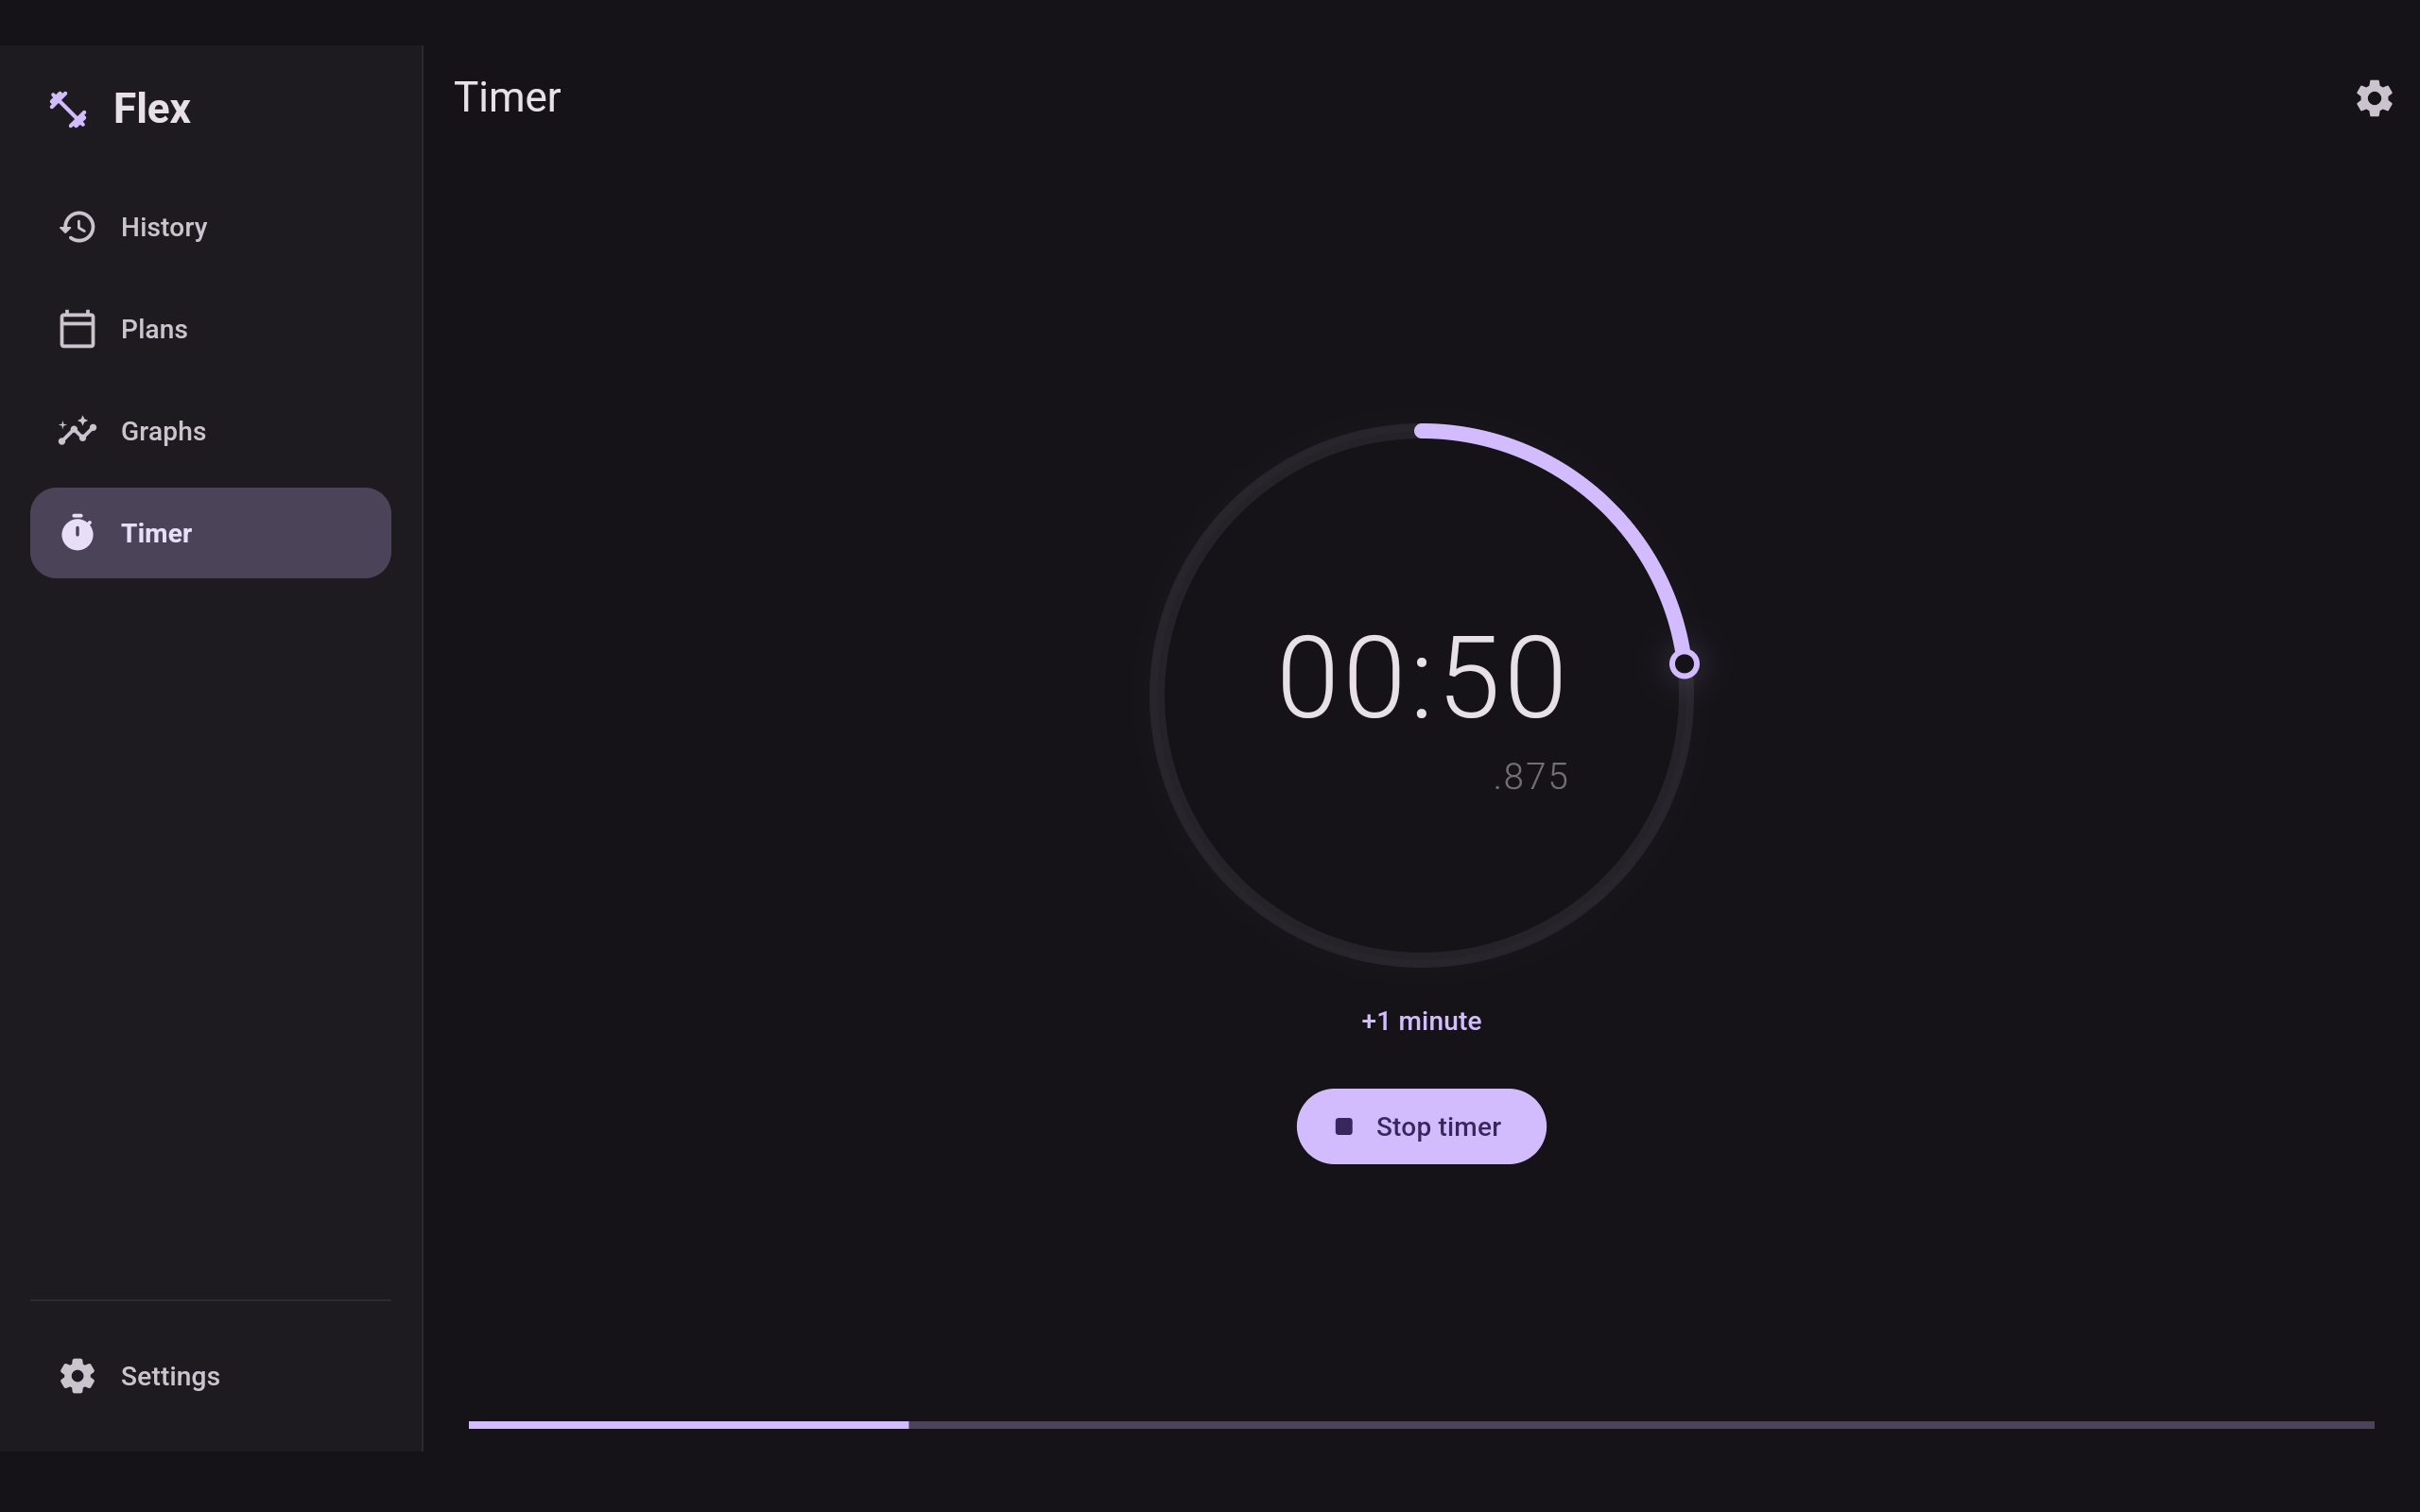 Flex
History
Plans
Graphs
Timer
Settings
Timer
00:50
.875
+1 minute
Stop timer